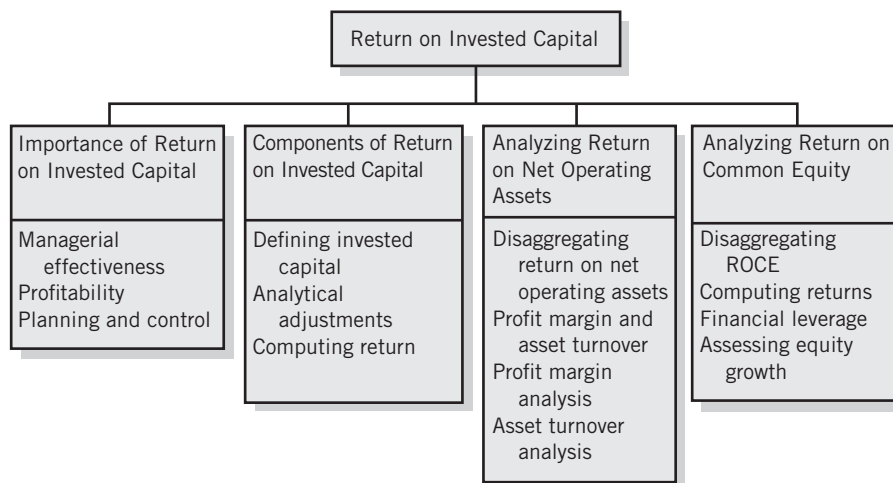 Return on Invested Capital
Importance of Return
on Invested Capital
Managerial
effectiveness
Profitability
Planning and control
Components of Return
on Invested Capital
Defining invested
capital
Analytical
adjustments
Computing return
Analyzing Return
on Net Operating
Assets
Disaggregating
return on net
operating assets
Profit margin and
asset turnover
Profit margin
analysis
Asset turnover
analysis
Analyzing Return on
Common Equity
Disaggregating
ROCE
Computing returns
Financial leverage
Assessing equity
growth